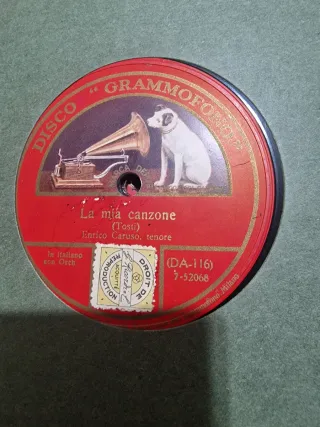 DISCO "GRAMMOFONO"
La mia canzone
(Tosti)
Enrico Caruso, tenore
In italiano
con Orch
(DA-116)
7-52068
DROIT DE
REPRODUCTION